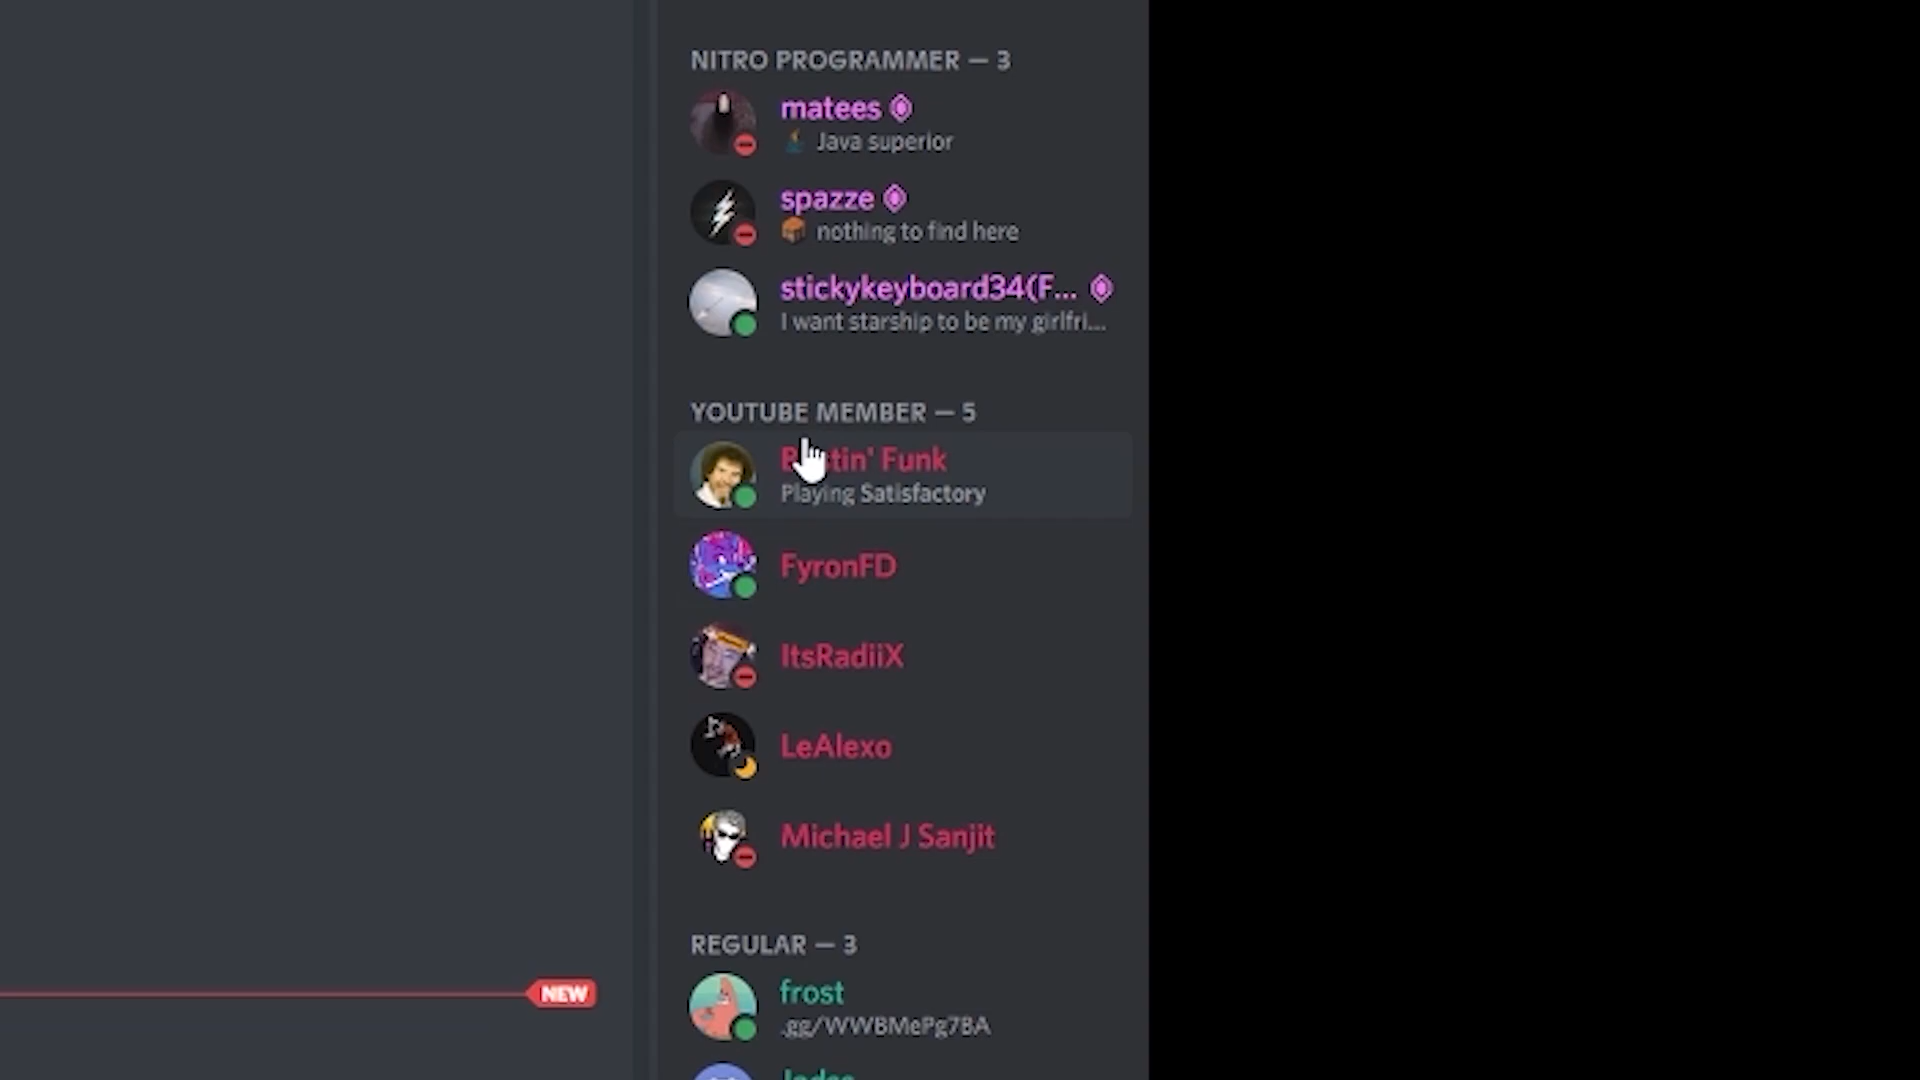 NITRO PROGRAMMER — 3
matees
Java superior
spazze
nothing to find here
stickykeyboard34(F...
I want starship to be my girlfri...
YOUTUBE MEMBER — 5
Funk
Playing Satisfactory
FyronFD
ItsRadiiX
LeAlexo
Michael J Sanjit
REGULAR — 3
NEW
frost
.gg/WWBMePg7BA